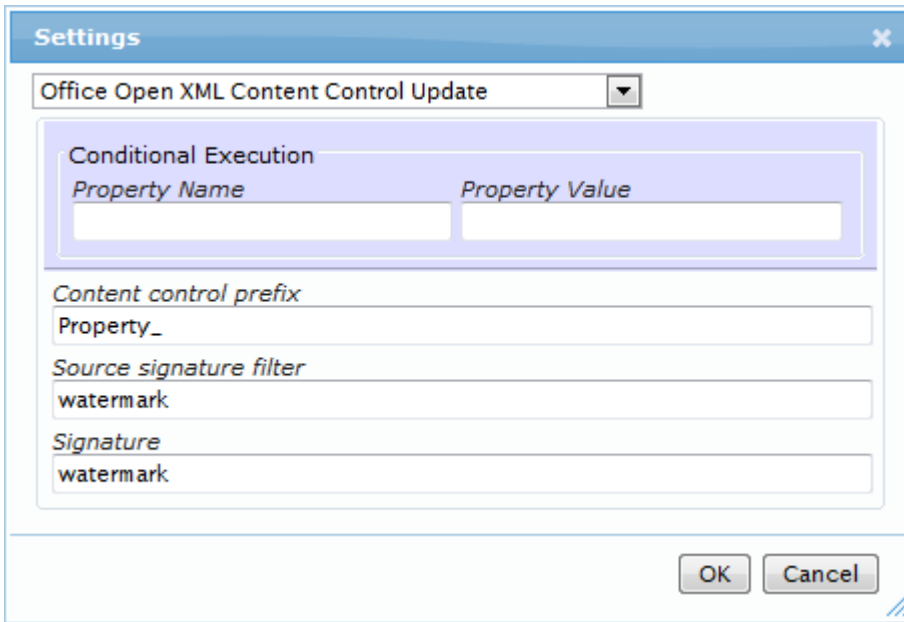 Settings
Office Open XML Content Control Update
Conditional Execution
Property Name Property Value
Content control prefix
Property_
Source signature filter
watermark
Signature
watermark
OK Cancel